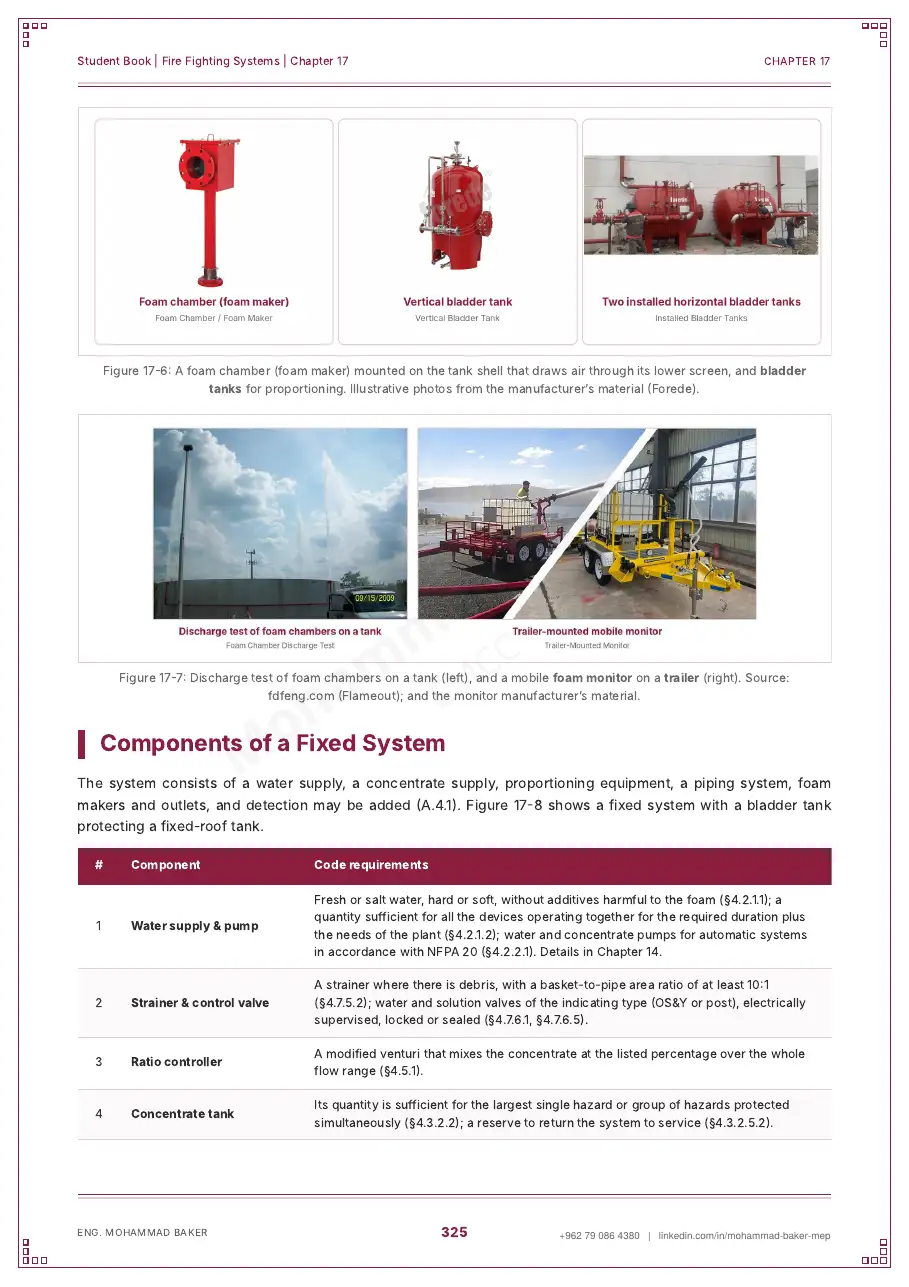 Student Book | Fire Fighting Systems | Chapter 17
CHAPTER 17
Foam chamber (foam maker)
Foam Chamber / Foam Maker
Vertical bladder tank
Vertical Bladder Tank
Two installed horizontal bladder tanks
Installed Bladder Tanks
Figure 17-6: A foam chamber (foam maker) mounted on the tank shell that draws air through its lower screen, and bladder
tanks for proportioning. Illustrative photos from the manufacturer's material (Forede).
09/15/2009
Discharge test of foam chambers on a tank
Foam Chamber Discharge Test
Trailer-mounted mobile monitor
Trailer-Mounted Monitor
Figure 17-7: Discharge test of foam chambers on a tank (left), and a mobile foam monitor on a trailer (right). Source:
fdfeng.com (Flameout); and the monitor manufacturer's material.
Components of a Fixed System
The system consists of a water supply, a concentrate supply, proportioning equipment, a piping system, foam
makers and outlets, and detection may be added (A.4.1). Figure 17-8 shows a fixed system with a bladder tank
protecting a fixed-roof tank.
# Component Code requirements
1 Water supply & pump
Fresh or salt water, hard or soft, without additives harmful to the foam (§4.2.1.1); a
quantity sufficient for all the devices operating together for the required duration plus
the needs of the plant (§4.2.1.2); water and concentrate pumps for automatic systems
in accordance with NFPA 20 (§4.2.2.1). Details in Chapter 14.
2 Strainer & control valve
A strainer where there is debris, with a basket-to-pipe area ratio of at least 10:1
(§4.7.5.2); water and solution valves of the indicating type (OS&Y or post), electrically
supervised, locked or sealed (§4.7.6.1, §4.7.6.5).
3 Ratio controller
A modified venturi that mixes the concentrate at the listed percentage over the whole
flow range (§4.5.1).
4 Concentrate tank
Its quantity is sufficient for the largest single hazard or group of hazards protected
simultaneously (§4.3.2.2); a reserve to return the system to service (§4.3.2.5.2).
ENG. MOHAMMAD BAKER
325
+962 79 086 4380 | linkedin.com/in/mohammad-baker-mep